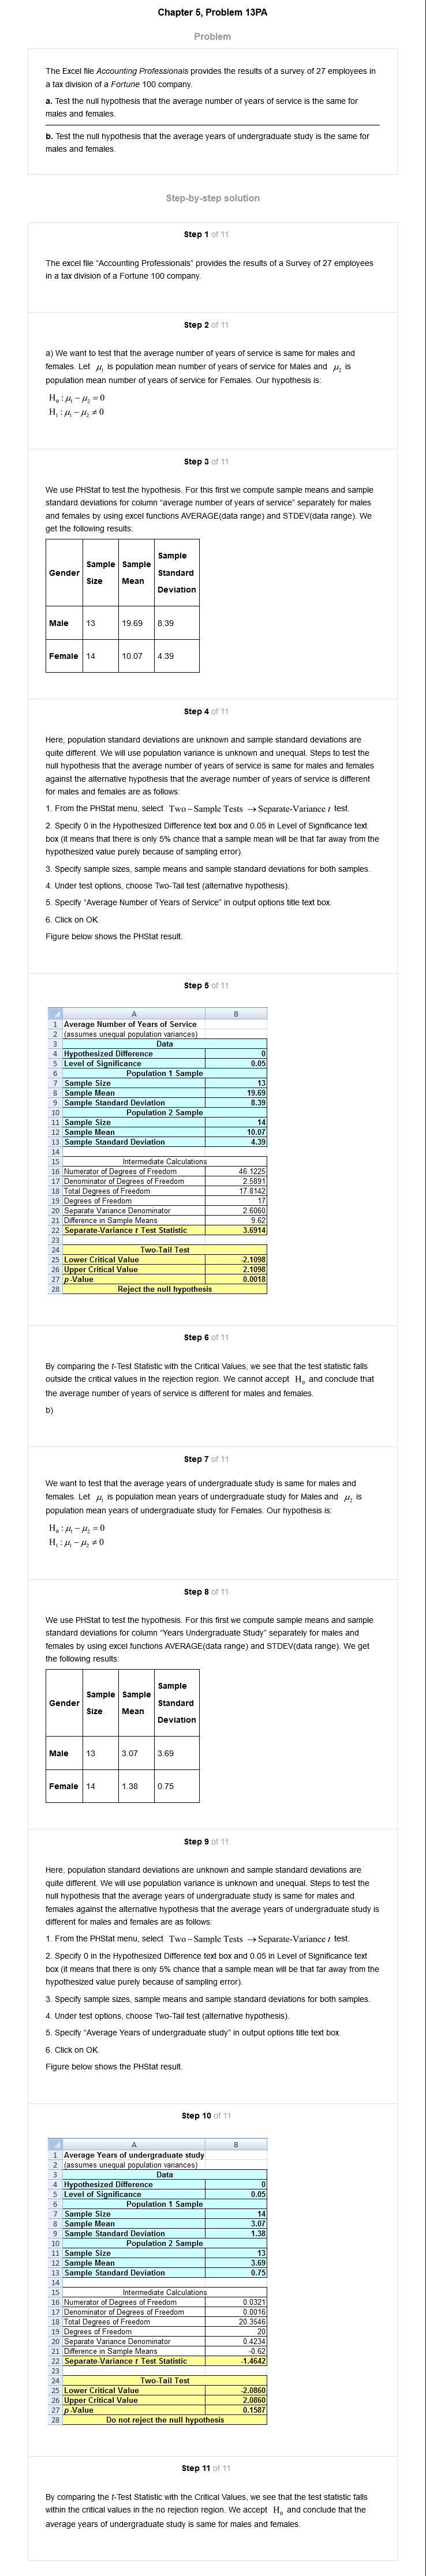 Chapter 5, Problem 13PA
Problem
The Excel file Accounting Professionals provides the results of a survey of 27 employees in
a tax division of a Fortune 100 company.
a. Test the null hypothesis that the average number of years of service is the same for
males and females.
b. Test the null hypothesis that the average years of undergraduate study is the same for
males and females.
Step-by-step solution
Step 1 of 11
The excel file “Accounting Professionals” provides the results of a Survey of 27 employees
in a tax division of a Fortune 100 company.
Step 2 of 11
a) We want to test that the average number of years of service is same for males and
females. Let μ₁ is population mean number of years of service for Males and μ₂ is
population mean number of years of service for Females. Our hypothesis is:
H₀ : μ₁ − μ₂ = 0
H₁ : μ₁ − μ₂ ≠ 0
Step 3 of 11
We use PHStat to test the hypothesis. For this first we compute sample means and sample
standard deviations for column “average number of years of service” separately for males
and females by using excel functions AVERAGE(data range) and STDEV(data range). We
get the following results:
Gender Sample Size Sample Mean Sample Standard Deviation
Male 13 19.69 8.39
Female 14 10.07 4.39
Step 4 of 11
Here, population standard deviations are unknown and sample standard deviations are
quite different. We will use population variance is unknown and unequal. Steps to test the
null hypothesis that the average number of years of service is same for males and females
against the alternative hypothesis that the average number of years of service is different
for males and females are as follows:
1. From the PHStat menu, select Two – Sample Tests → Separate-Variance t test.
2. Specify 0 in the Hypothesized Difference text box and 0.05 in Level of Significance text
box (it means that there is only 5% chance that a sample mean will be that far away from the
hypothesized value purely because of sampling error).
3. Specify sample sizes, sample means and sample standard deviations for both samples.
4. Under test options, choose Two-Tail test (alternative hypothesis).
5. Specify “Average Number of Years of Service” in output options title text box.
6. Click on OK.
Figure below shows the PHStat result.
Step 5 of 11
A B
1 Average Number of Years of Service
2 (assumes unequal population variances)
3 Data
4 Hypothesized Difference 0
5 Level of Significance 0.05
6 Population 1 Sample
7 Sample Size 13
8 Sample Mean 19.69
9 Sample Standard Deviation 8.39
10 Population 2 Sample
11 Sample Size 14
12 Sample Mean 10.07
13 Sample Standard Deviation 4.39
14
15 Intermediate Calculations
16 Numerator of Degrees of Freedom 46.1225
17 Denominator of Degrees of Freedom 2.5891
18 Total Degrees of Freedom 17.8142
19 Degrees of Freedom 17
20 Separate Variance Denominator 2.6060
21 Difference in Sample Means 9.62
22 Separate-Variance t Test Statistic 3.6914
23
24 Two-Tail Test
25 Lower Critical Value -2.1098
26 Upper Critical Value 2.1098
27 p-Value 0.0018
28 Reject the null hypothesis
Step 6 of 11
By comparing the t-Test Statistic with the Critical Values, we see that the test statistic falls
outside the critical values in the rejection region. We cannot accept H₀ and conclude that
the average number of years of service is different for males and females.
b)
Step 7 of 11
We want to test that the average years of undergraduate study is same for males and
females. Let μ₁ is population mean years of undergraduate study for Males and μ₂ is
population mean years of undergraduate study for Females. Our hypothesis is:
H₀ : μ₁ − μ₂ = 0
H₁ : μ₁ − μ₂ ≠ 0
Step 8 of 11
We use PHStat to test the hypothesis. For this first we compute sample means and sample
standard deviations for column “Years Undergraduate Study” separately for males and
females by using excel functions AVERAGE(data range) and STDEV(data range). We get
the following results:
Gender Sample Size Sample Mean Sample Standard Deviation
Male 13 3.07 3.69
Female 14 1.38 0.75
Step 9 of 11
Here, population standard deviations are unknown and sample standard deviations are
quite different. We will use population variance is unknown and unequal. Steps to test the
null hypothesis that the average years of undergraduate study is same for males and
females against the alternative hypothesis that the average years of undergraduate study is
different for males and females are as follows:
1. From the PHStat menu, select Two – Sample Tests → Separate-Variance t test.
2. Specify 0 in the Hypothesized Difference text box and 0.05 in Level of Significance text
box (it means that there is only 5% chance that a sample mean will be that far away from the
hypothesized value purely because of sampling error).
3. Specify sample sizes, sample means and sample standard deviations for both samples.
4. Under test options, choose Two-Tail test (alternative hypothesis).
5. Specify “Average Years of undergraduate study” in output options title text box.
6. Click on OK.
Figure below shows the PHStat result.
Step 10 of 11
A B
1 Average Years of undergraduate study
2 (assumes unequal population variances)
3 Data
4 Hypothesized Difference 0
5 Level of Significance 0.05
6 Population 1 Sample
7 Sample Size 14
8 Sample Mean 3.07
9 Sample Standard Deviation 1.38
10 Population 2 Sample
11 Sample Size 13
12 Sample Mean 3.69
13 Sample Standard Deviation 0.75
14
15 Intermediate Calculations
16 Numerator of Degrees of Freedom 0.0321
17 Denominator of Degrees of Freedom 0.0016
18 Total Degrees of Freedom 20.3546
19 Degrees of Freedom 20
20 Separate Variance Denominator 0.4234
21 Difference in Sample Means -0.62
22 Separate-Variance t Test Statistic -1.4642
23
24 Two-Tail Test
25 Lower Critical Value -2.0860
26 Upper Critical Value 2.0860
27 p-Value 0.1587
28 Do not reject the null hypothesis
Step 11 of 11
By comparing the t-Test Statistic with the Critical Values, we see that the test statistic falls
within the critical values in the no rejection region. We accept H₀ and conclude that the
average years of undergraduate study is same for males and females.